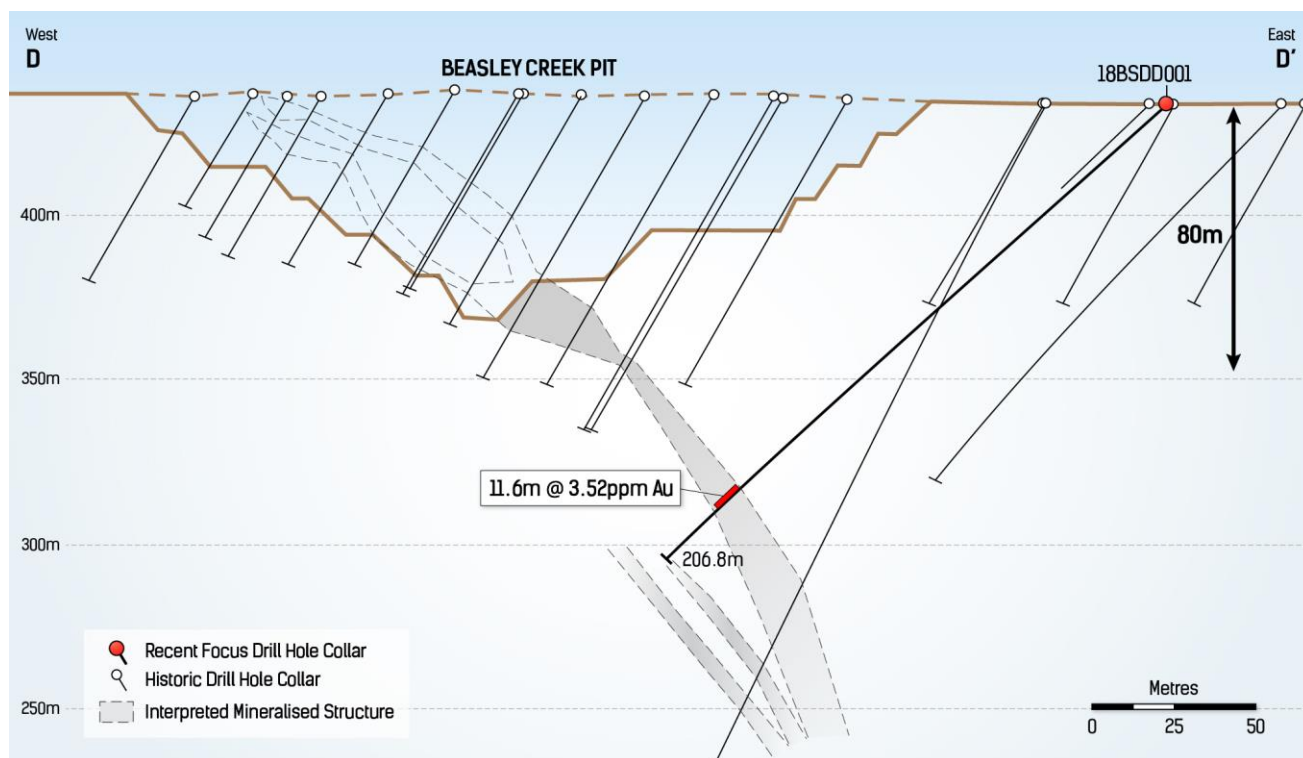 West
D
BEASLEY CREEK PIT
East
D'
18BSDD001
400m
80m
350m
11.6m @ 3.52ppm Au
300m
206.8m
250m
Recent Focus Drill Hole Collar
Historic Drill Hole Collar
Interpreted Mineralised Structure
Metres
0 25 50